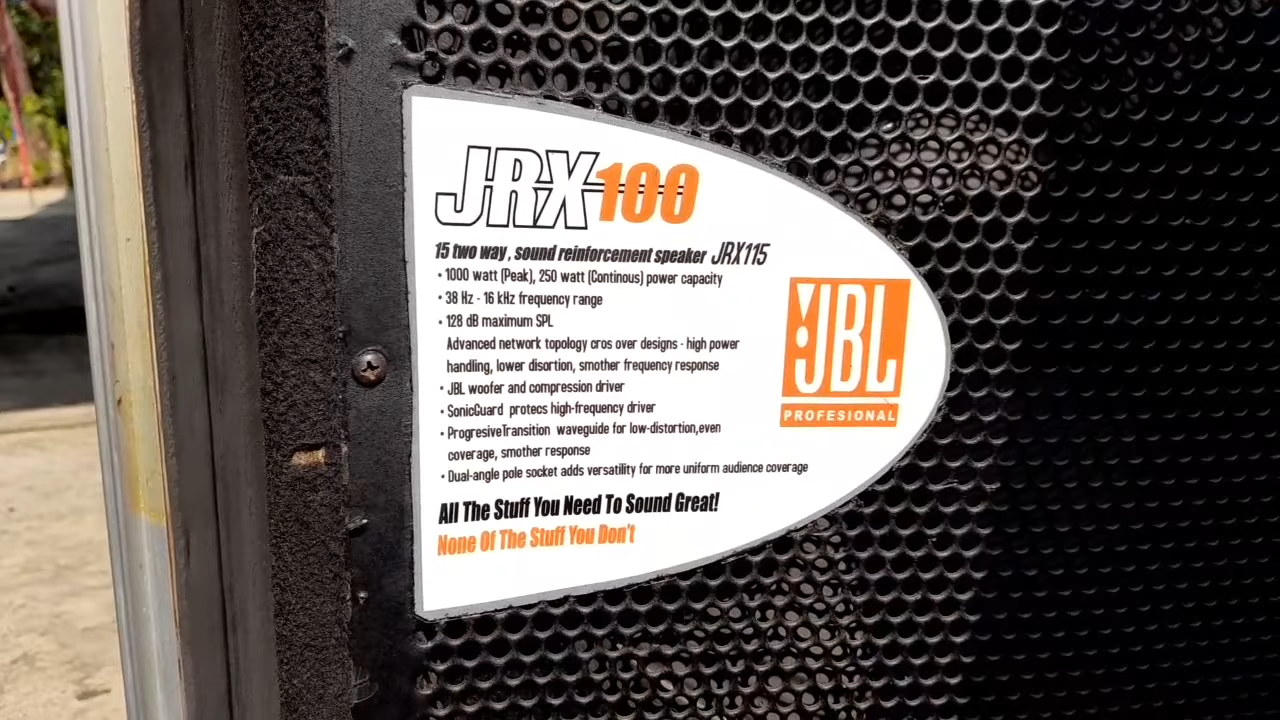 JRX100
15 two way, sound reinforcement speaker JRX115
• 1000 watt (Peak), 250 watt (Continous) power capacity
• 38 Hz - 16 kHz frequency range
• 128 dB maximum SPL
Advanced network topology cros over designs - high power
handling, lower disortion, smother frequency response
• JBL woofer and compression driver
• SonicGuard protecs high-frequency driver
• ProgresiveTransition waveguide for low-distortion,even
coverage, smother response
• Dual-angle pole socket adds versatility for more uniform audience coverage
All The Stuff You Need To Sound Great!
None Of The Stuff You Don't
JBL
PROFESIONAL